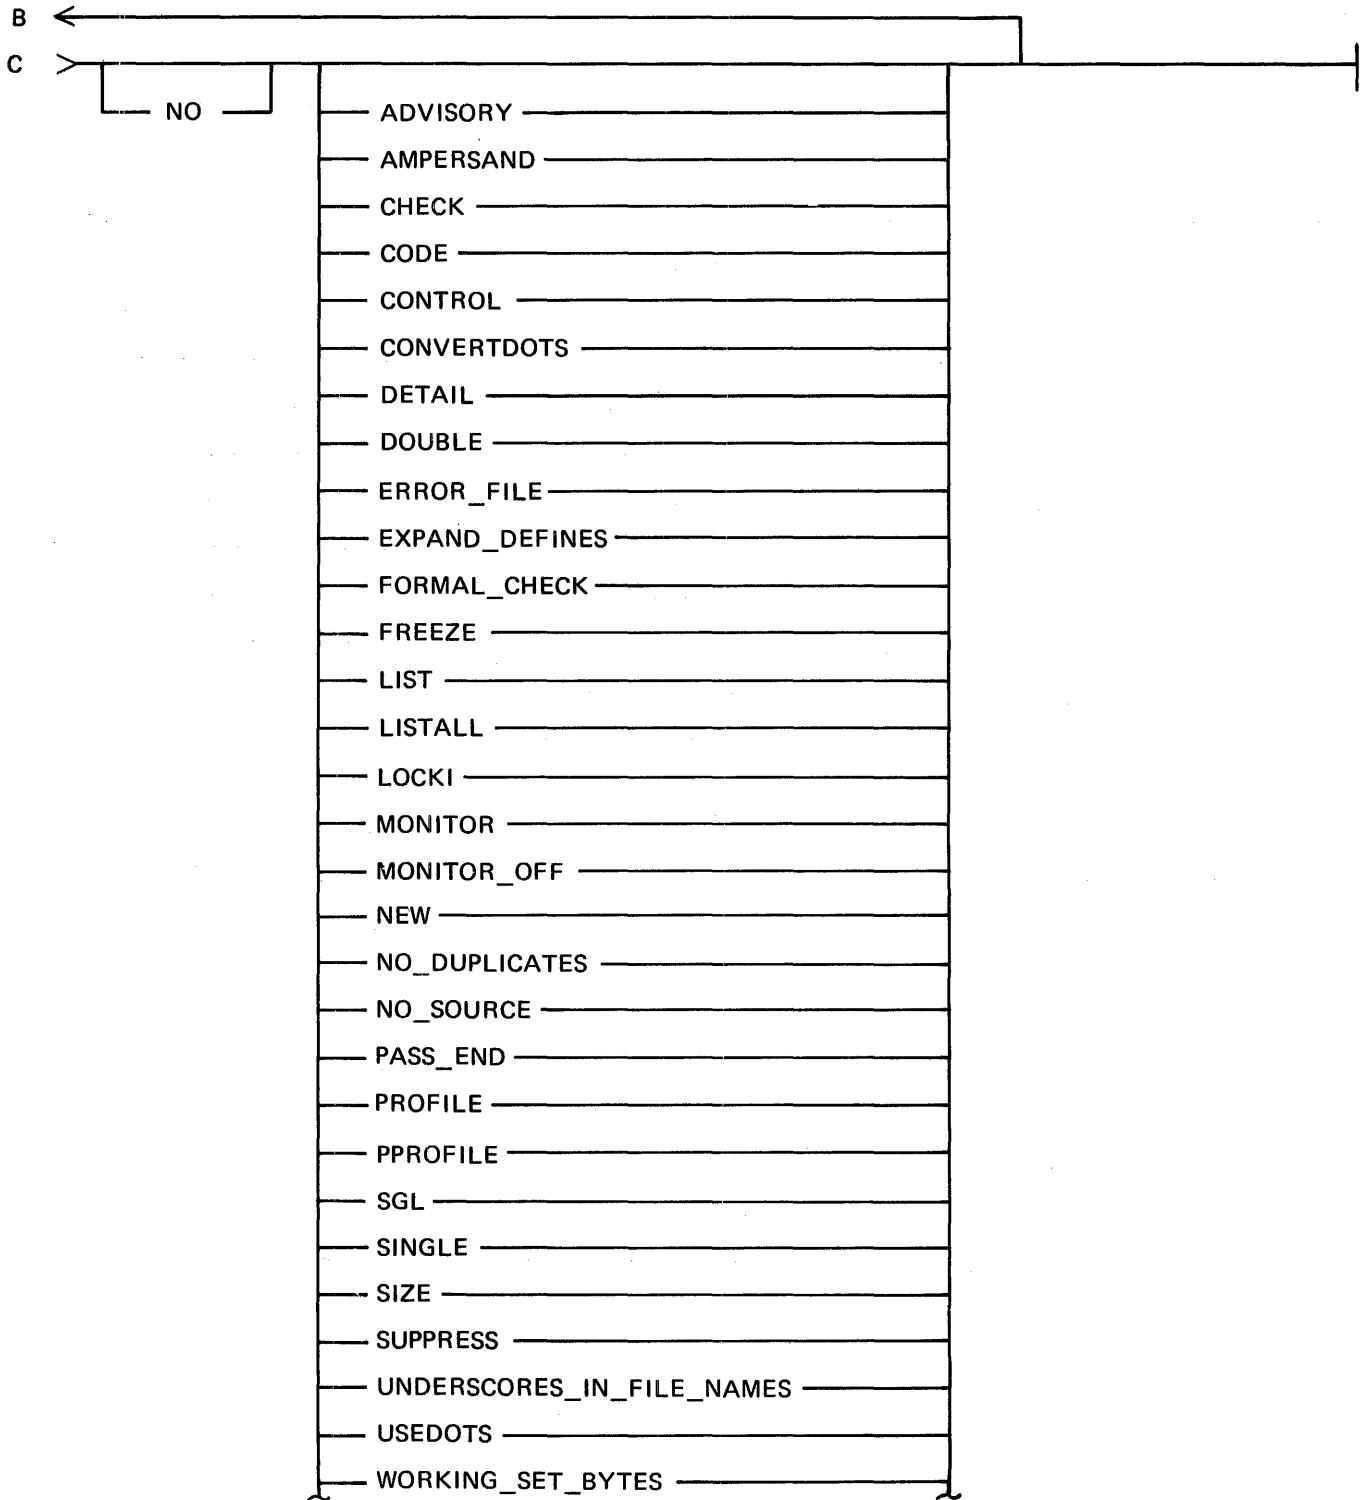 B
C
NO
ADVISORY
AMPERSAND
CHECK
CODE
CONTROL
CONVERTDOTS
DETAIL
DOUBLE
ERROR_FILE
EXPAND_DEFINES
FORMAL_CHECK
FREEZE
LIST
LISTALL
LOCKI
MONITOR
MONITOR_OFF
NEW
NO_DUPLICATES
NO_SOURCE
PASS_END
PROFILE
PPROFILE
SGL
SINGLE
SIZE
SUPPRESS
UNDERSCORES_IN_FILE_NAMES
USEDOTS
WORKING_SET_BYTES